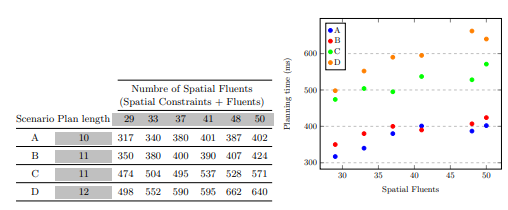 Numbre of Spatial Fluents
(Spatial Constraints + Fluents)
Scenario Plan length 29 33 37 41 48 50
A 10 317 340 380 401 387 402
B 11 350 380 400 390 407 424
C 11 474 504 495 537 528 571
D 12 498 552 590 595 662 640
A
B
C
D
Planning time (ms)
600
500
400
300
30 35 40 45 50
Spatial Fluents